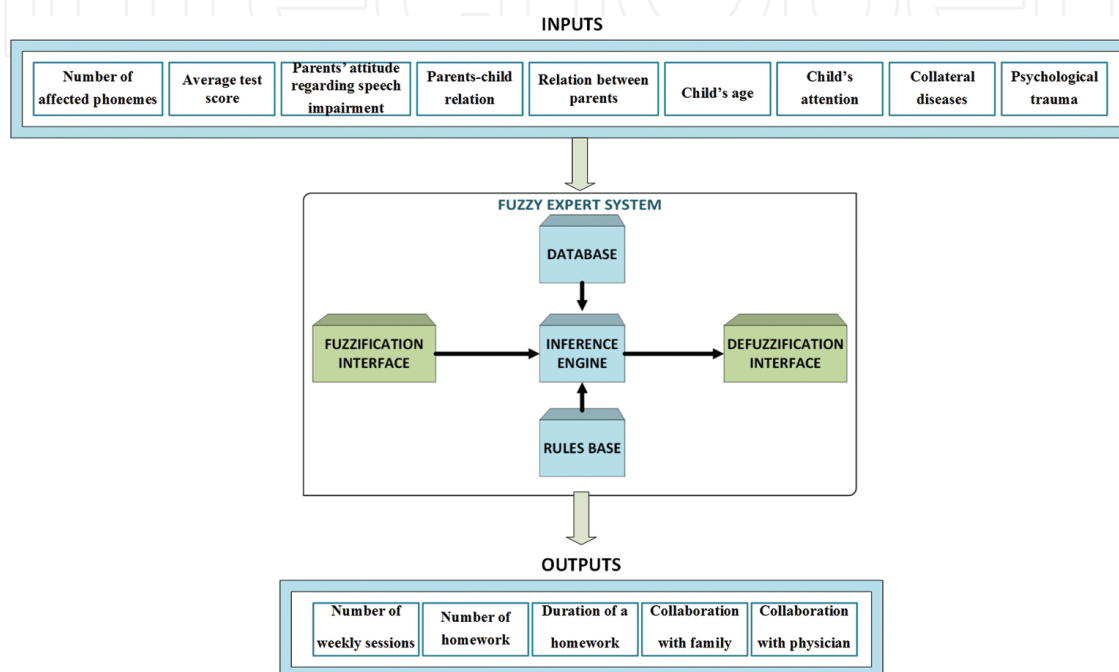 INPUTS
Number of
affected phonemes
Average test
score
Parents' attitude
regarding speech
impairment
Parents-child
relation
Relation between
parents
Child's age
Child's
attention
Collateral
diseases
Psychological
trauma
FUZZY EXPERT SYSTEM
DATABASE
FUZZIFICATION
INTERFACE
INFERENCE
ENGINE
DEFUZZIFICATION
INTERFACE
RULES BASE
OUTPUTS
Number of
weekly sessions
Number of
homework
Duration of a
homework
Collaboration
with family
Collaboration
with physician